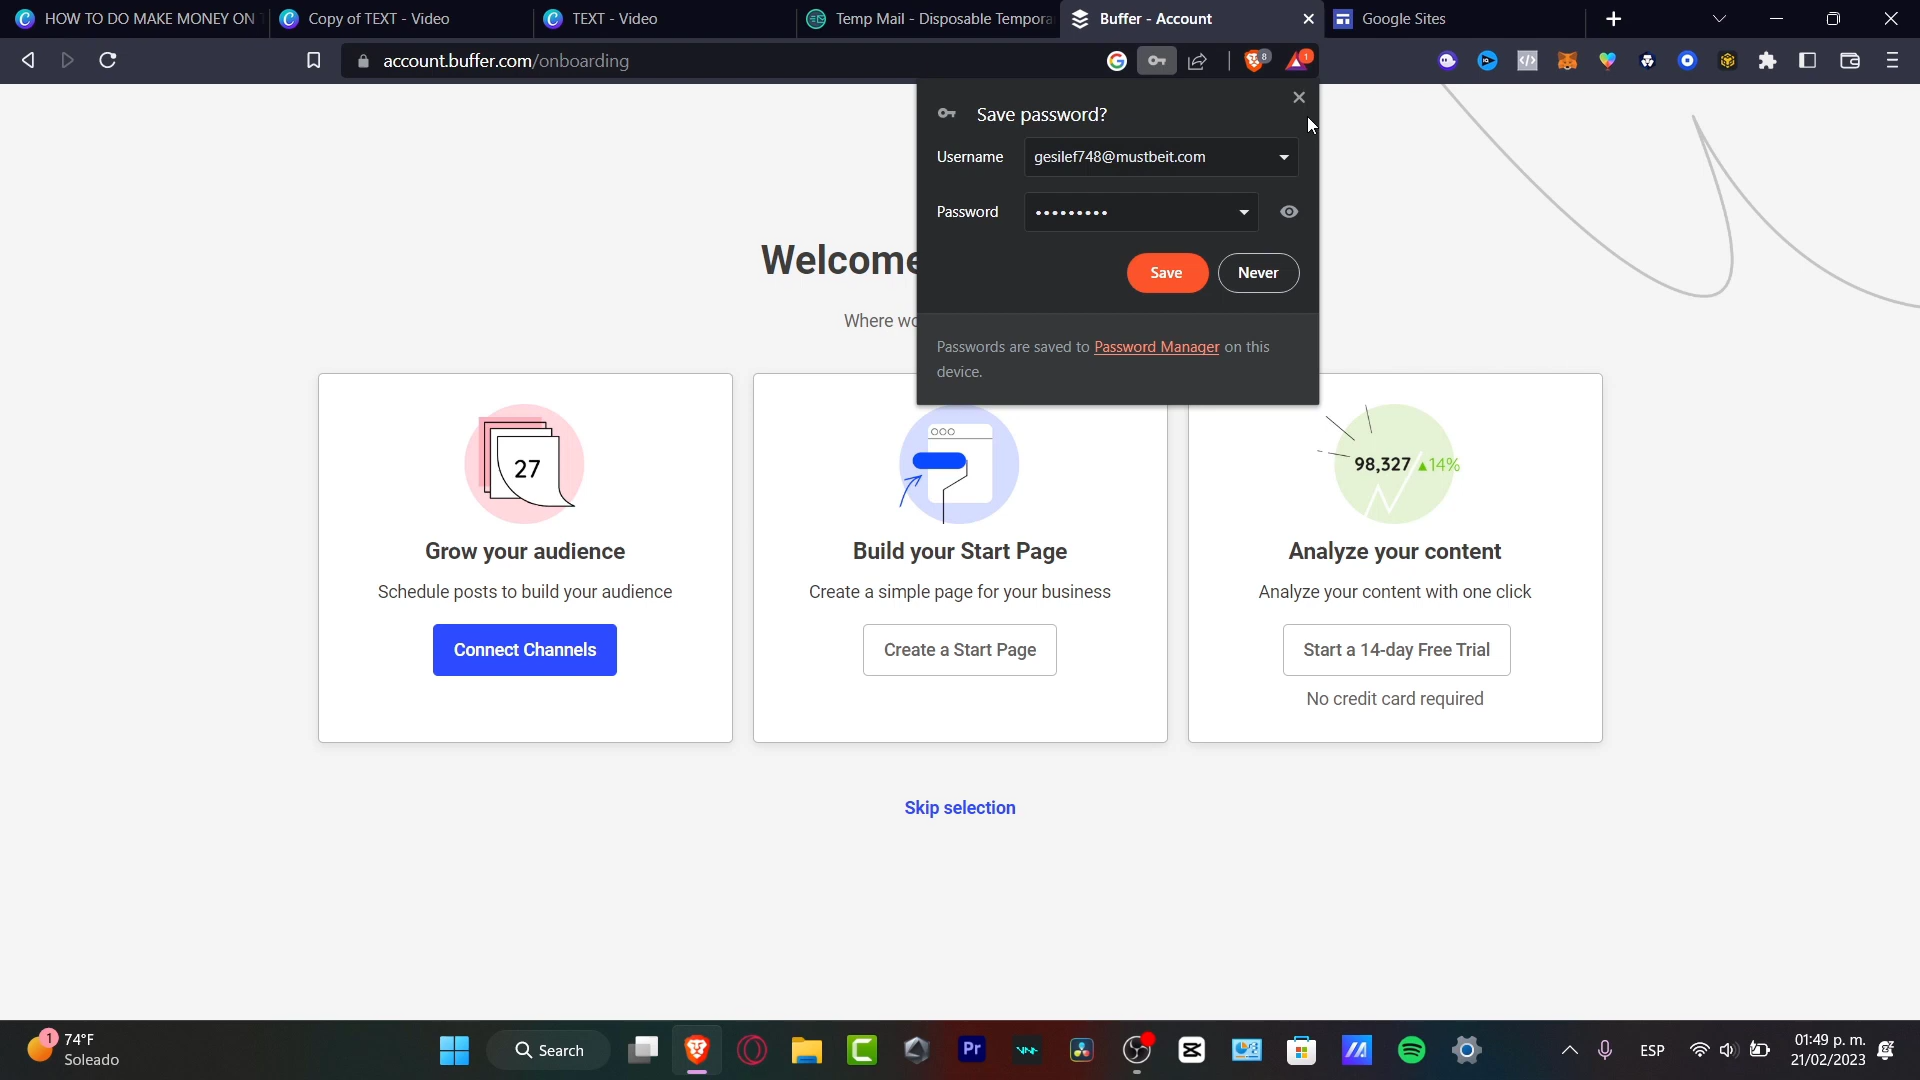 HOW TO DO MAKE MONEY ON
Copy of TEXT - Video
TEXT - Video
Temp Mail - Disposable Tempora
Buffer - Account
Google Sites
account.buffer.com/onboarding
8
1
Save password?
Username
gesilef748@mustbeit.com
Password
•••••••••
Save
Never
Passwords are saved to Password Manager on this
device.
Welcome
Where wo
27
98,327 ▲14%
Grow your audience
Build your Start Page
Analyze your content
Schedule posts to build your audience
Create a simple page for your business
Analyze your content with one click
Connect Channels
Create a Start Page
Start a 14-day Free Trial
No credit card required
Skip selection
1
74°F
Soleado
Search
Pr
ESP
01:49 p. m.
21/02/2023